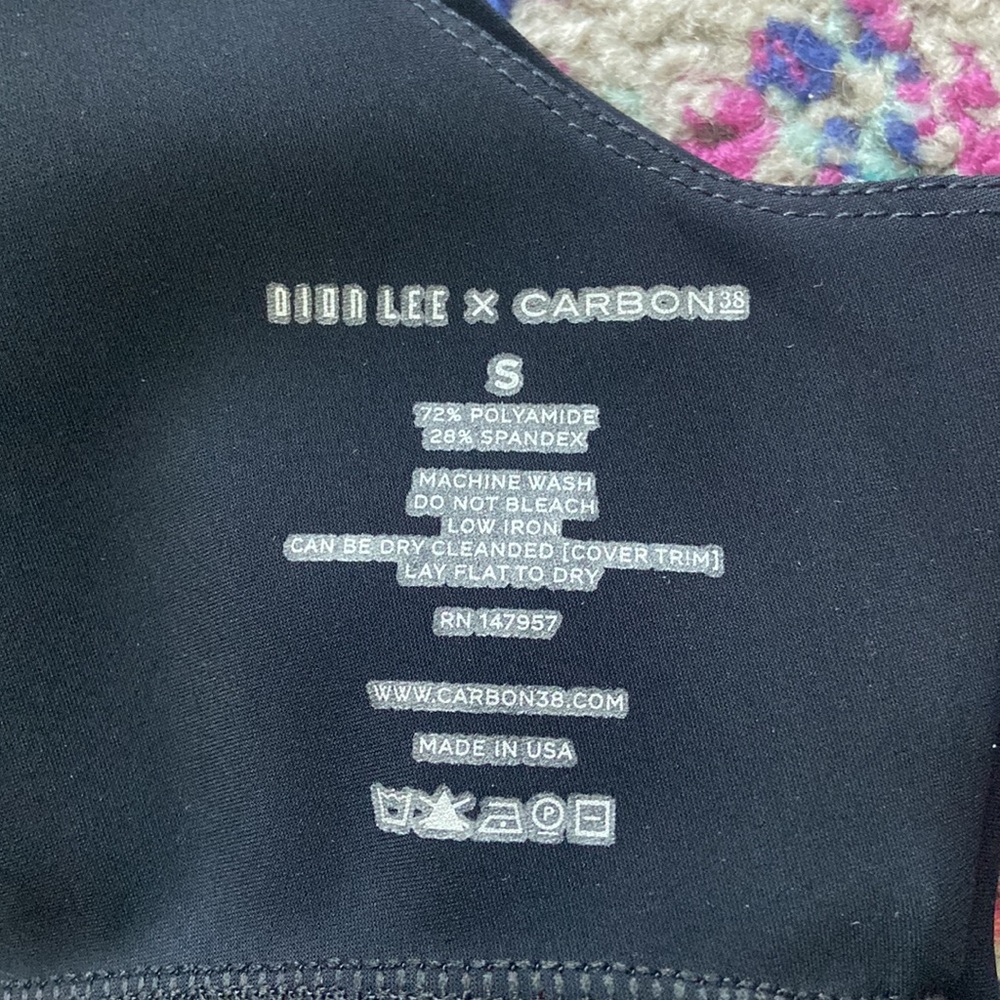 DION LEE X CARBON38
S
72% POLYAMIDE
28% SPANDEX
MACHINE WASH
DO NOT BLEACH
LOW IRON
CAN BE DRY CLEANDED [COVER TRIM]
LAY FLAT TO DRY
RN 147957
WWW.CARBON38.COM
MADE IN USA
P